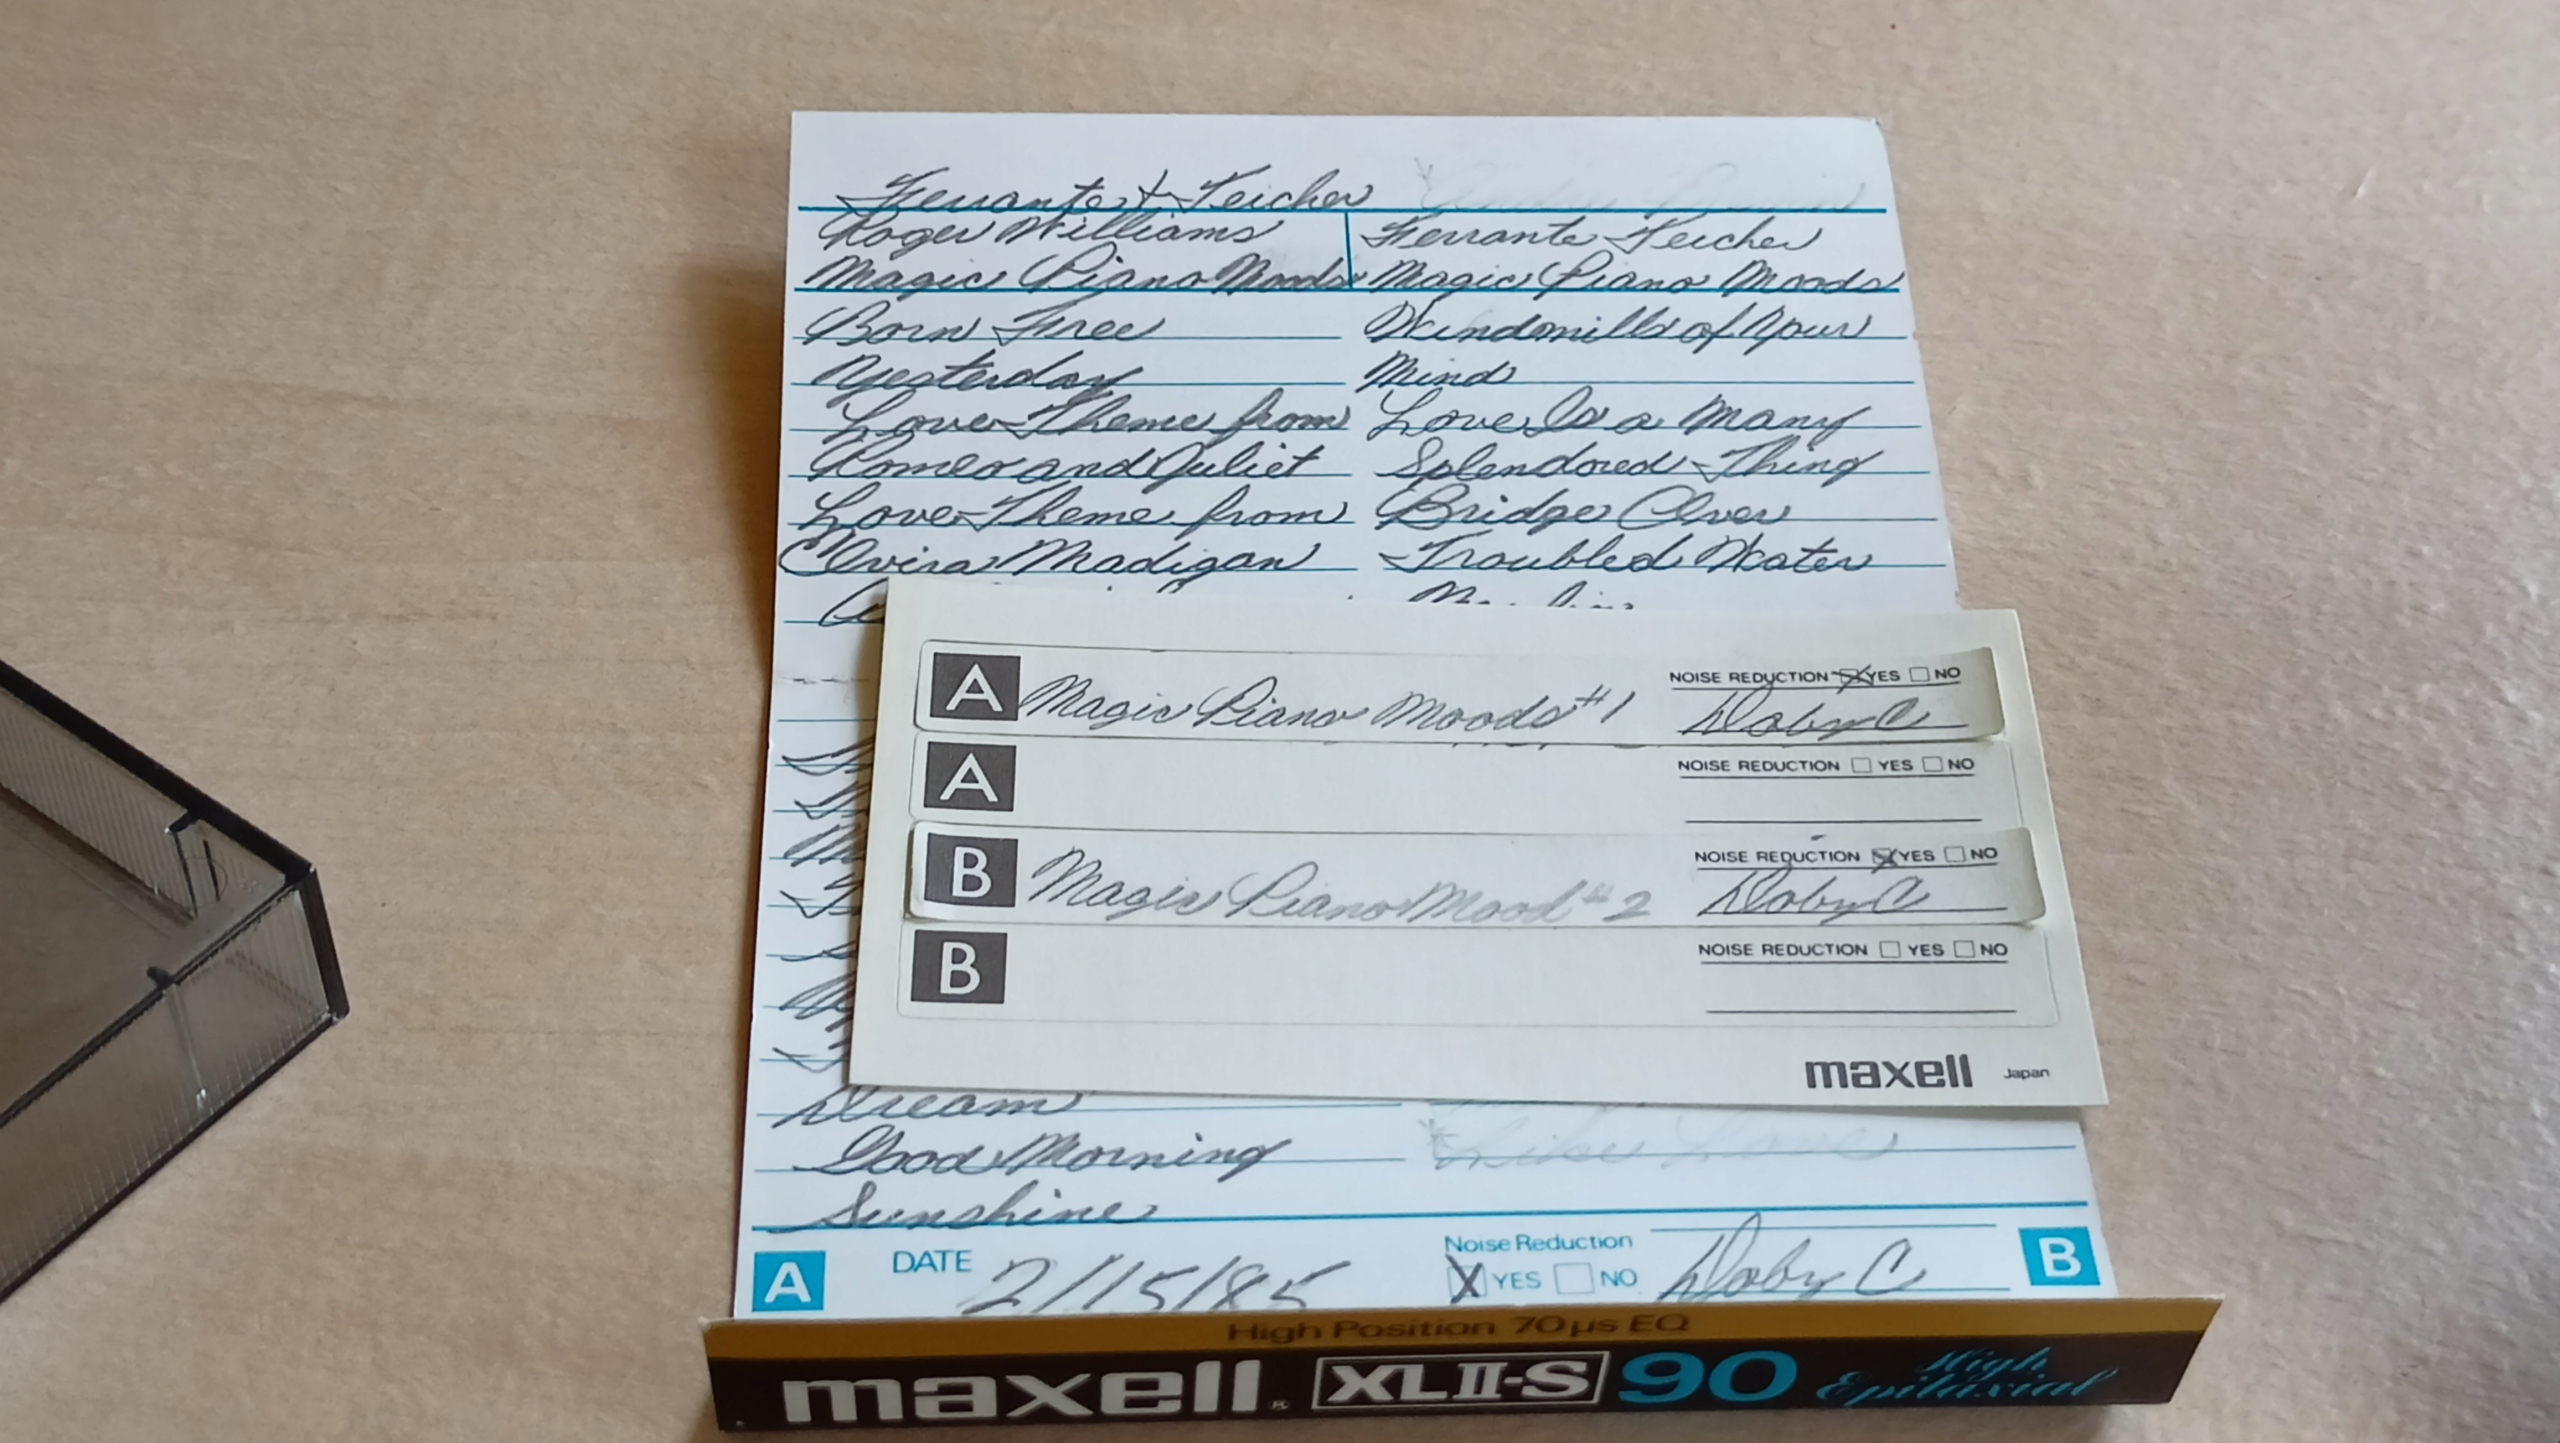 Ferrante & Teicher
Roger Williams Ferrante Teicher
Magic Piano Moods Magic Piano Moods
Born Free Windmills of Your
Yesterday Mind
Love Theme from Love Is a Many
Romeo and Juliet Splendored Thing
Love Theme from Bridge Over
Elvira Madigan Troubled Water
A Magic Piano Moods #1 NOISE REDUCTION YES NO
Dolby C
A NOISE REDUCTION YES NO
B Magic Piano Mood #2 NOISE REDUCTION YES NO
Dolby C
B NOISE REDUCTION YES NO
maxell Japan
Dream
Good Morning Like Love
Sunshine
A DATE 2/15/85 Noise Reduction X YES NO Dolby C B
High Position 70μs EQ
maxell® XLII-S 90 High Epitaxial